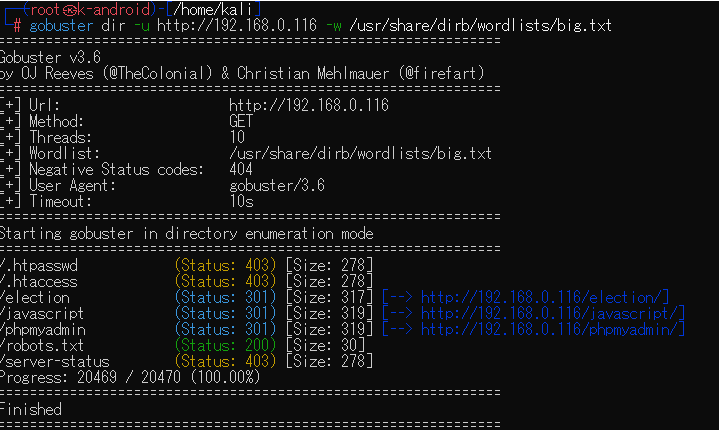 ┌──(root㉿k-android)-[/home/kali]
└─# gobuster dir -u http://192.168.0.116 -w /usr/share/dirb/wordlists/big.txt
===============================================================
Gobuster v3.6
by OJ Reeves (@TheColonial) & Christian Mehlmauer (@firefart)
===============================================================
[+] Url:                     http://192.168.0.116
[+] Method:                  GET
[+] Threads:                 10
[+] Wordlist:                /usr/share/dirb/wordlists/big.txt
[+] Negative Status codes:   404
[+] User Agent:              gobuster/3.6
[+] Timeout:                 10s
===============================================================
Starting gobuster in directory enumeration mode
===============================================================
/.htpasswd            (Status: 403) [Size: 278]
/.htaccess            (Status: 403) [Size: 278]
/election             (Status: 301) [Size: 317] [--> http://192.168.0.116/election/]
/javascript           (Status: 301) [Size: 319] [--> http://192.168.0.116/javascript/]
/phpmyadmin           (Status: 301) [Size: 319] [--> http://192.168.0.116/phpmyadmin/]
/robots.txt           (Status: 200) [Size: 30]
/server-status        (Status: 403) [Size: 278]
Progress: 20469 / 20470 (100.00%)
===============================================================
Finished
===============================================================